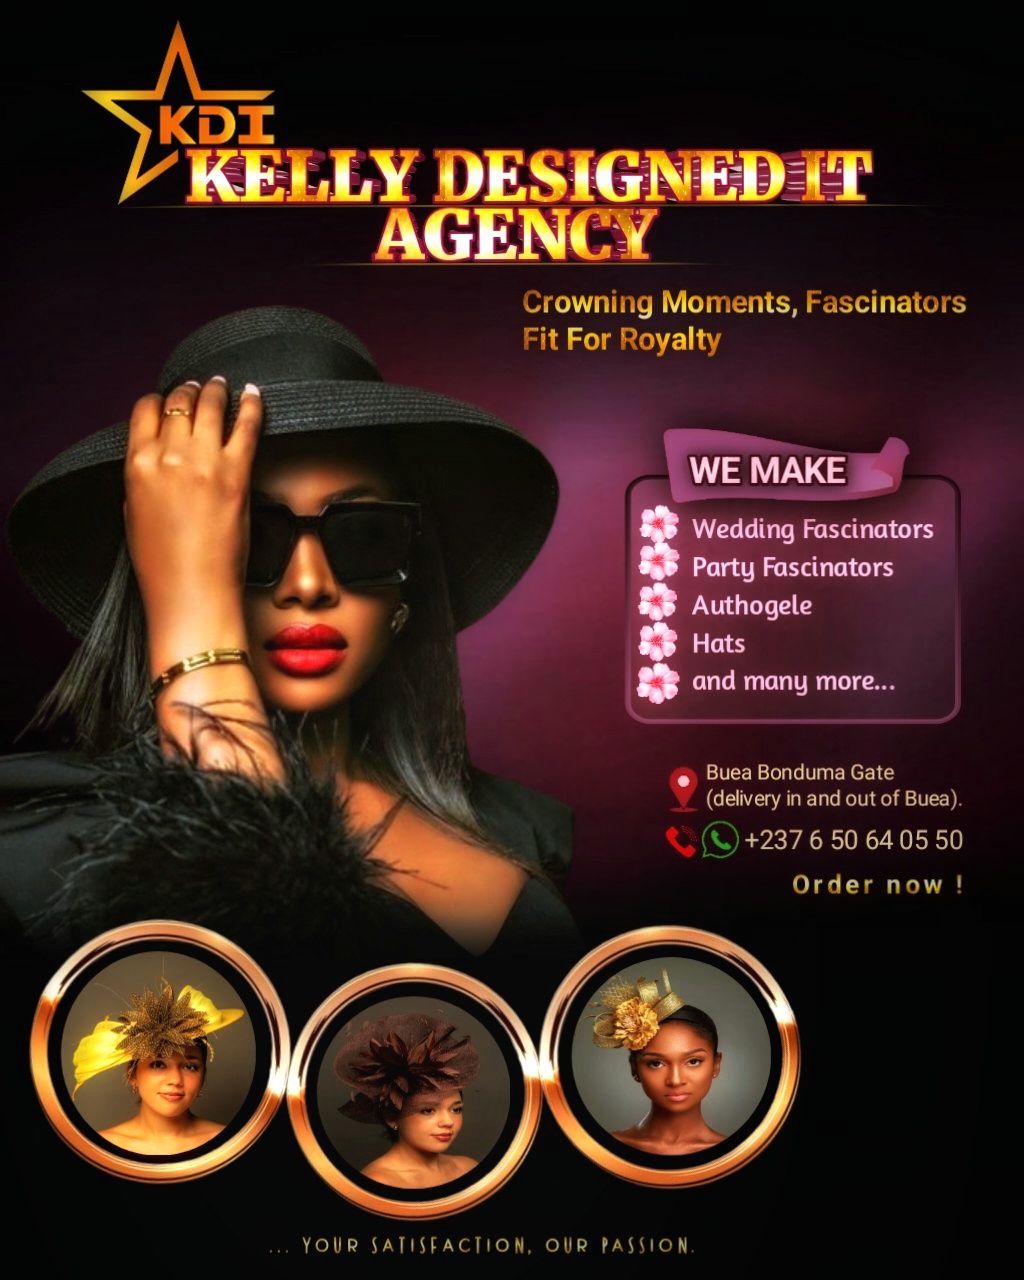 KDI
KELLY DESIGNED IT
AGENCY
Crowning Moments, Fascinators
Fit For Royalty
WE MAKE
Wedding Fascinators
Party Fascinators
Authogele
Hats
and many more...
Buea Bonduma Gate
(delivery in and out of Buea).
+237 6 50 64 05 50
Order now !
... YOUR SATISFACTION, OUR PASSION.